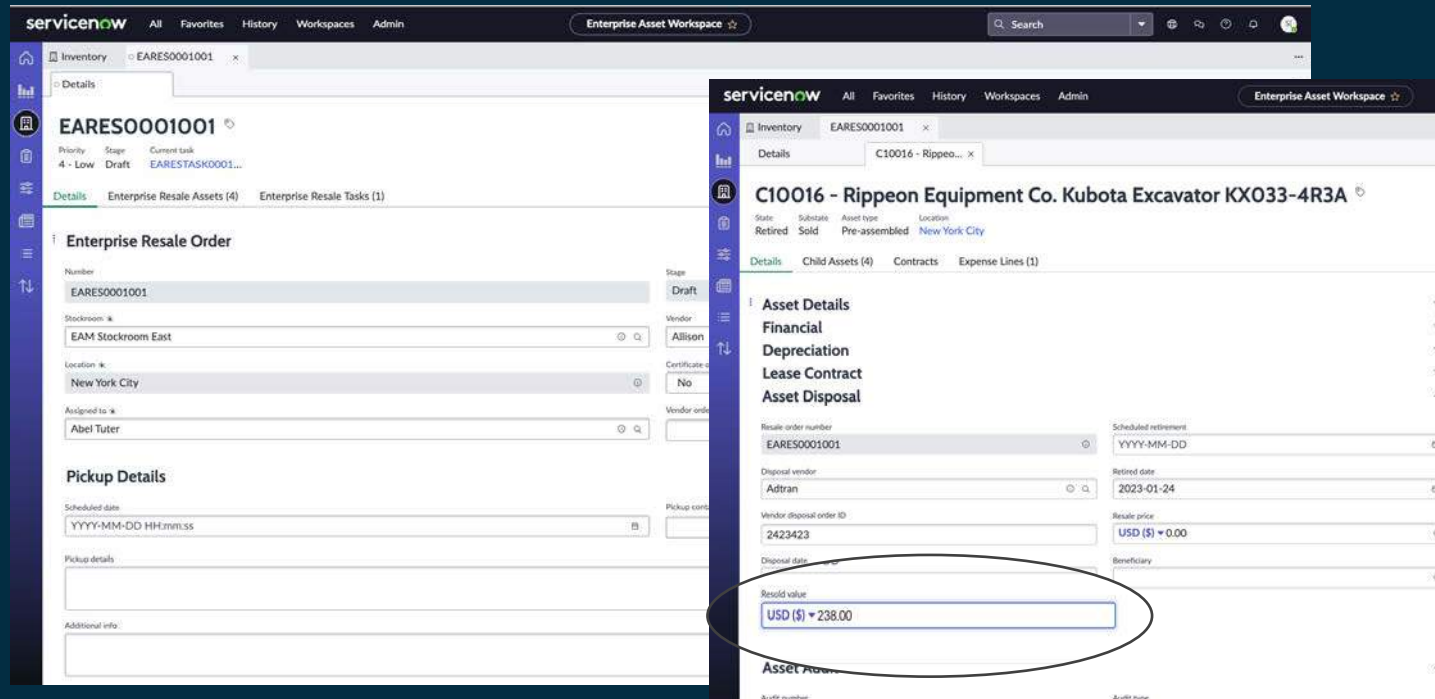 servicenow All Favorites History Workspaces Admin Enterprise Asset Workspace Search
Inventory EARES0001001 ×
Details
EARES0001001
Priority Stage Current task
4 - Low Draft EARESTASK0001...
Details Enterprise Resale Assets (4) Enterprise Resale Tasks (1)
Enterprise Resale Order
Number Stage
EARES0001001 Draft
Stockroom * Vendor
EAM Stockroom East Allison
Location * Certificate
New York City No
Assigned to * Vendor
Abel Tuter
Pickup Details
Scheduled date Pickup
YYYY-MM-DD HH:mm:ss
Pickup details
Additional info
servicenow All Favorites History Workspaces Admin Enterprise Asset Workspace
Inventory EARES0001001 ×
Details C10016 - Rippeo... ×
C10016 - Rippeon Equipment Co. Kubota Excavator KX033-4R3A
State Substate Asset type Location
Retired Sold Pre-assembled New York City
Details Child Assets (4) Contracts Expense Lines (1)
Asset Details
Financial
Depreciation
Lease Contract
Asset Disposal
Resale order number Scheduled retirement
EARES0001001 YYYY-MM-DD
Disposal vendor Retired date
Adtran 2023-01-24
Vendor disposal order ID Resale price
2423423 USD ($) 0.00
Disposal date Beneficiary
Resold value
USD ($) 238.00
Asset
Audit number Audit type